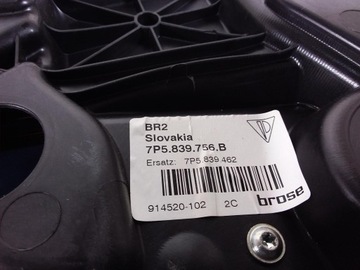 BR2
Slovakia
7P5.839.756,B
Ersatz: 7P5.839.462
914520-102 2C brose